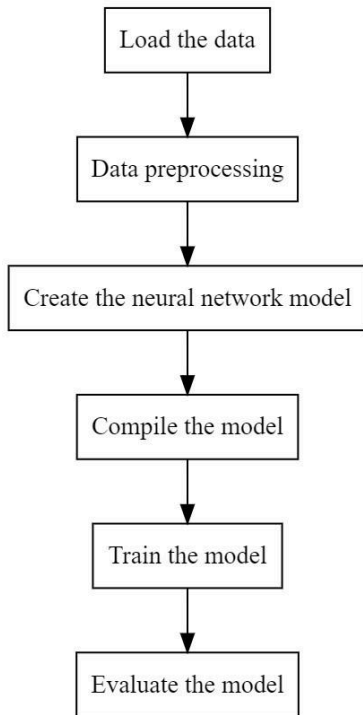 Load the data
Data preprocessing
Create the neural network model
Compile the model
Train the model
Evaluate the model